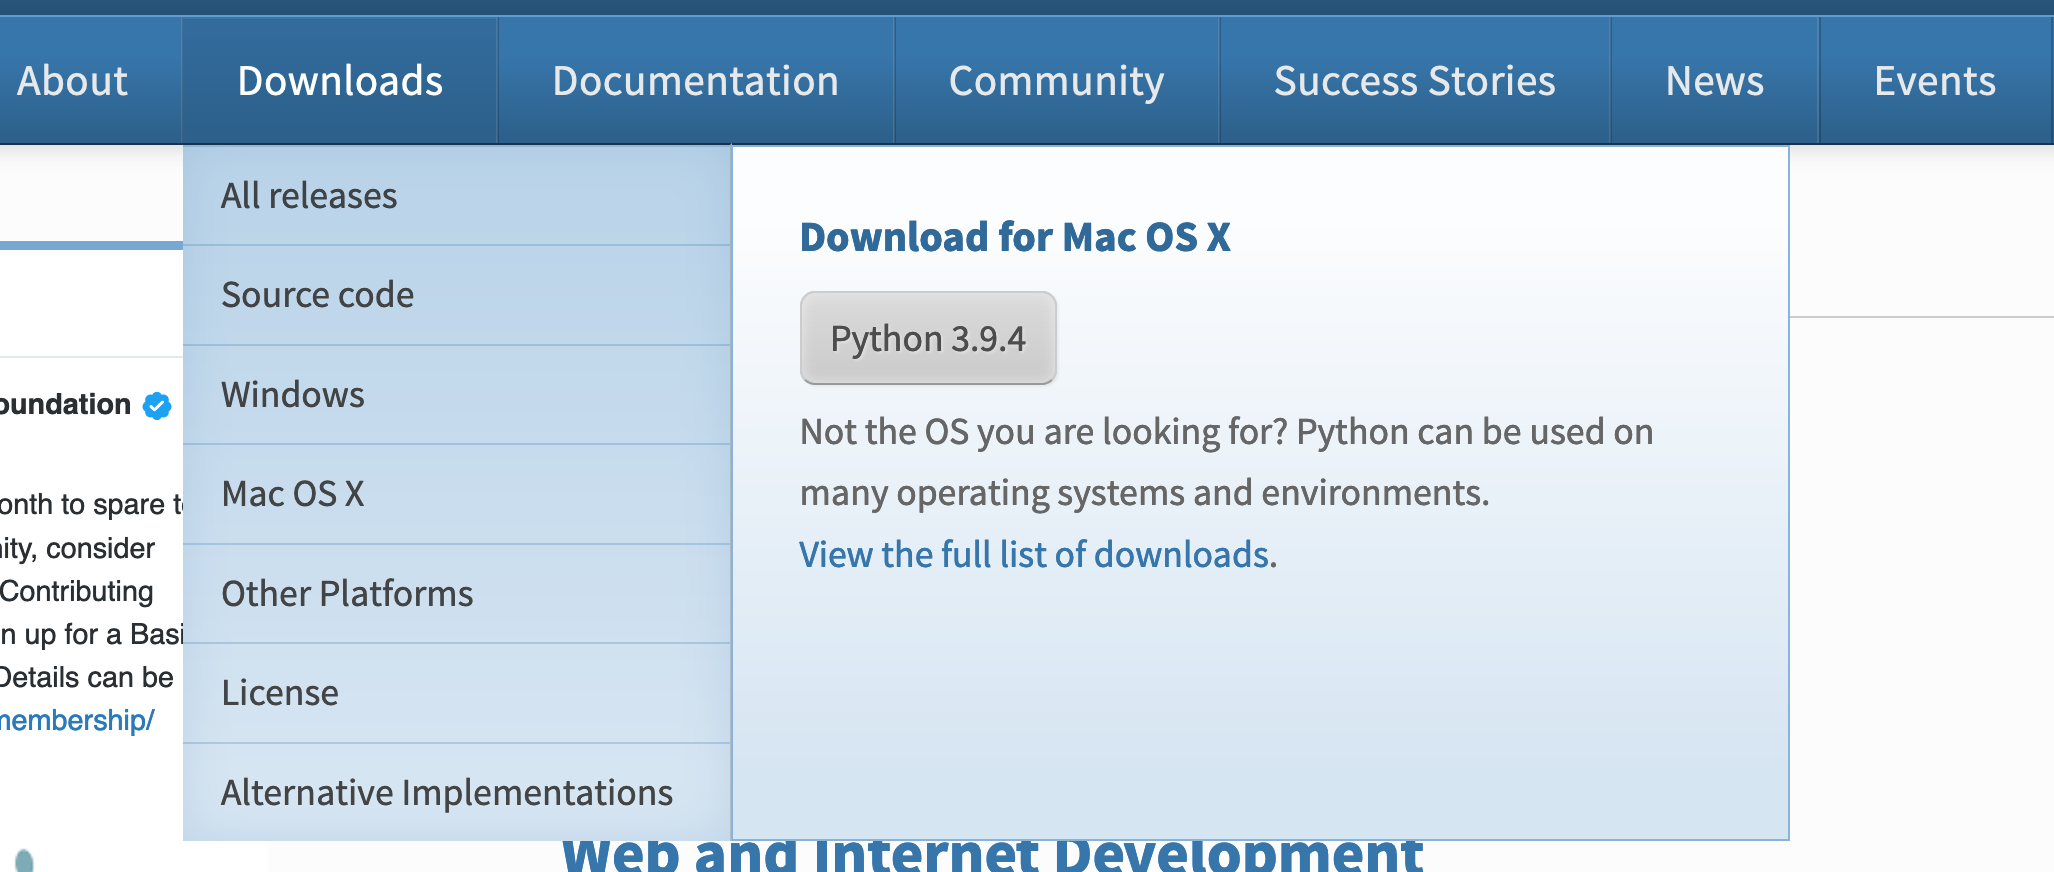 About
Downloads
Documentation
Community
Success Stories
News
Events
All releases
Source code
Windows
Mac OS X
Other Platforms
License
Alternative Implementations
Download for Mac OS X
Python 3.9.4
Not the OS you are looking for? Python can be used on
many operating systems and environments.
View the full list of downloads.
oundation
onth to spare t
ity, consider
Contributing
n up for a Basi
Details can be
membership/
Web and Internet Development